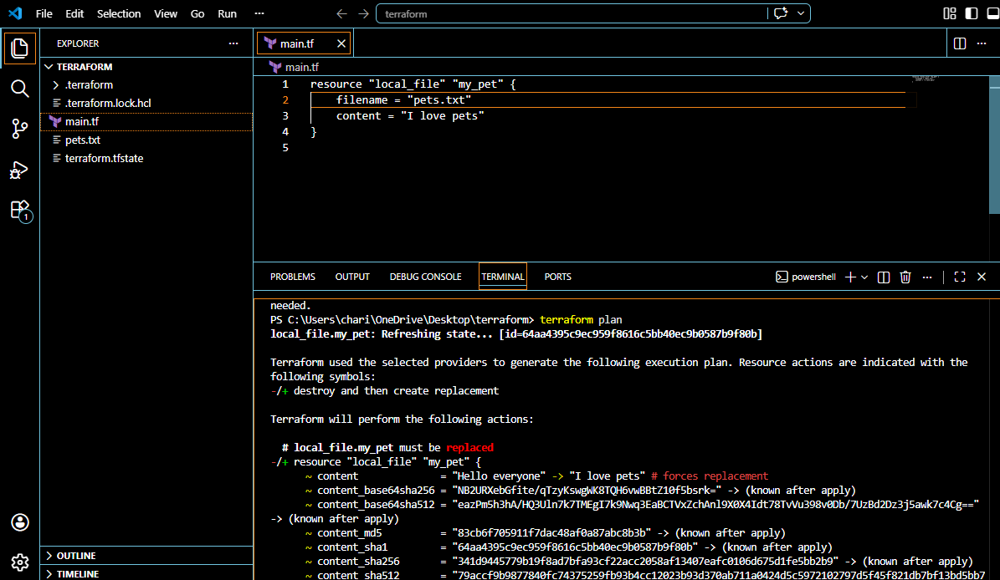 File Edit Selection View Go Run ···
terraform
EXPLORER ···
TERRAFORM
.terraform
.terraform.lock.hcl
main.tf
pets.txt
terraform.tfstate
1
OUTLINE
TIMELINE
main.tf
main.tf
1 resource "local_file" "my_pet" {
2 filename = "pets.txt"
3 content = "I love pets"
4 }
5
PROBLEMS OUTPUT DEBUG CONSOLE TERMINAL PORTS powershell
needed.
PS C:\Users\chari\OneDrive\Desktop\terraform> terraform plan
local_file.my_pet: Refreshing state... [id=64aa4395c9ec959f8616c5bb40ec9b0587b9f80b]
Terraform used the selected providers to generate the following execution plan. Resource actions are indicated with the
following symbols:
-/+ destroy and then create replacement
Terraform will perform the following actions:
# local_file.my_pet must be replaced
-/+ resource "local_file" "my_pet" {
~ content = "Hello everyone" -> "I love pets" # forces replacement
~ content_base64sha256 = "NB2URXebGfite/qTzyKswgWK8TQH6vwBBtZ10f5bsrk=" -> (known after apply)
~ content_base64sha512 = "eazPm5h3hA/HQ3Uln7k7TMEgI7k9Nwq3EaBCTVxZchAnl9X0X4Idt78TvVu398v0Db/7UzBd2Dz3j5awk7c4Cg=="
-> (known after apply)
~ content_md5 = "83cb6f705911f7dac48af0a87abc8b3b" -> (known after apply)
~ content_sha1 = "64aa4395c9ec959f8616c5bb40ec9b0587b9f80b" -> (known after apply)
~ content_sha256 = "341d9445779b19f8ad7bfa93cf22acc2058af13407eafc0106d675d1fe5bb2b9" -> (known after apply)
~ content_sha512 = "79accf9b9877840fc74375259fb93b4cc12023b93d370ab711a0424d5c5972102797d5f45f821db7bf13bd5bb7